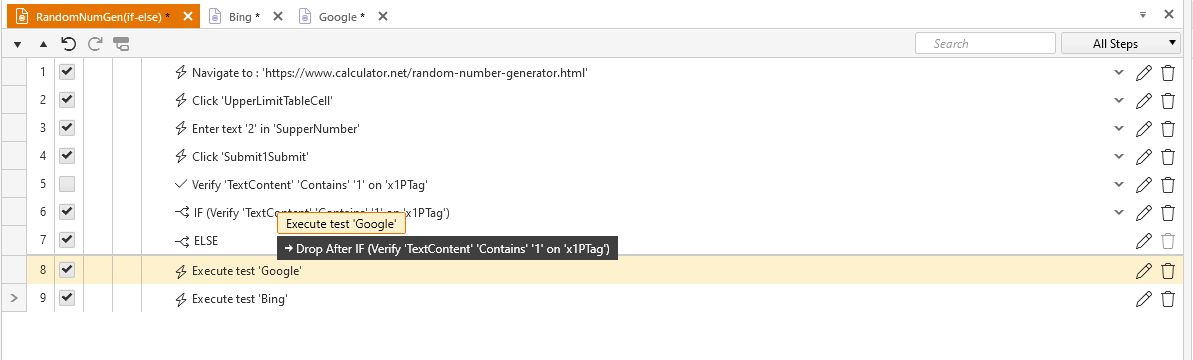 RandomNumGen(if-else) *
Bing *
Google *
Search
All Steps
1 Navigate to : 'https://www.calculator.net/random-number-generator.html'
2 Click 'UpperLimitTableCell'
3 Enter text '2' in 'SupperNumber'
4 Click 'Submit1Submit'
5 Verify 'TextContent' 'Contains' '1' on 'x1PTag'
6 IF (Verify 'TextContent' 'Contains' '1' on 'x1PTag')
Execute test 'Google'
7 ELSE
Drop After IF (Verify 'TextContent' 'Contains' '1' on 'x1PTag')
8 Execute test 'Google'
9 Execute test 'Bing'